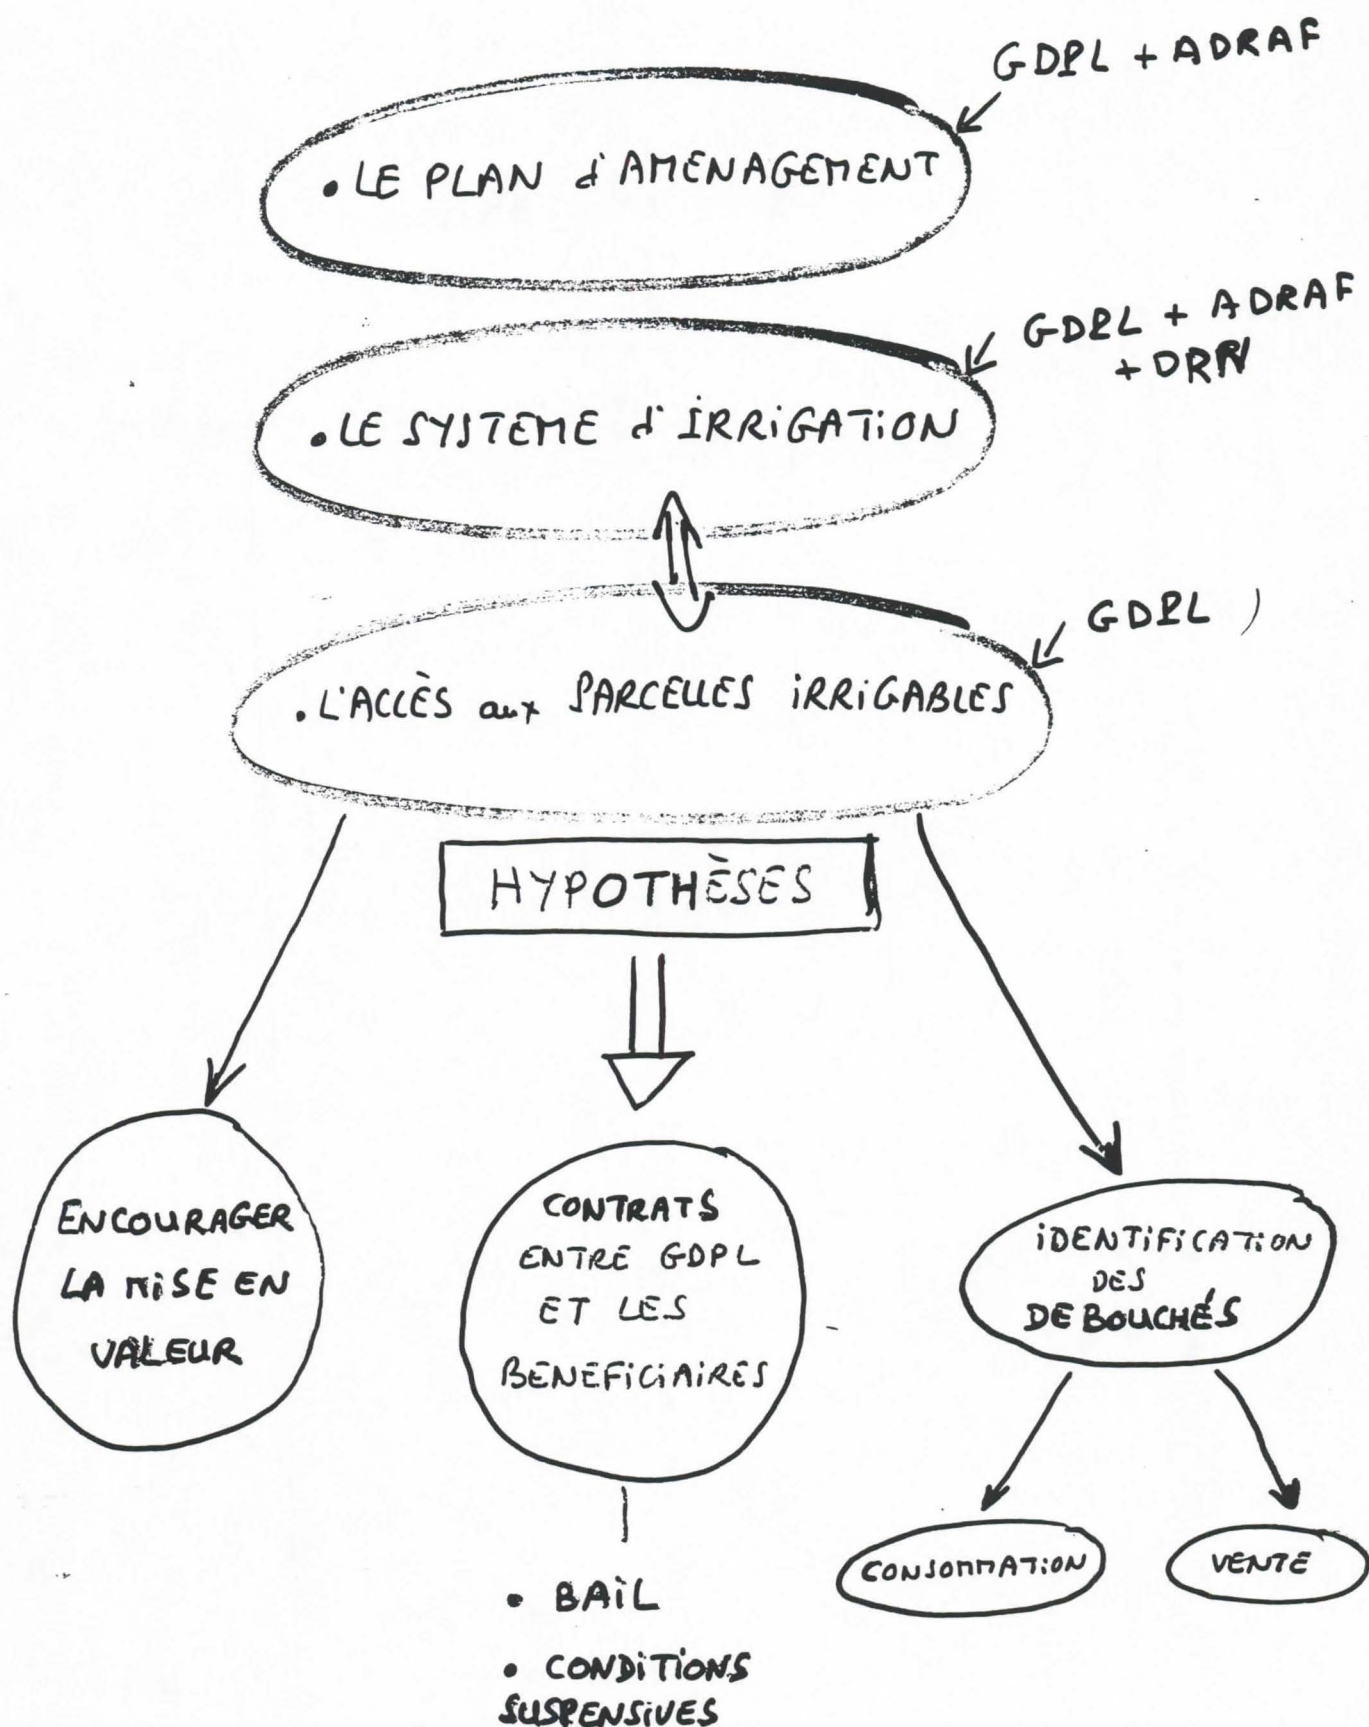 GDPL + ADRAF
• LE PLAN d'AMENAGEMENT
GDPL + ADRAF
+ DRN
• LE SYSTEME d'IRRIGATION
GDPL
• L'ACCÈS aux PARCELLES IRRIGABLES
HYPOTHÈSES
ENCOURAGER
LA MISE EN
VALEUR
CONTRATS
ENTRE GDPL
ET LES
BENEFICIAIRES
• BAIL
• CONDITIONS
SUSPENSIVES
IDENTIFICATION
DES
DEBOUCHÉS
CONSOMMATION
VENTE